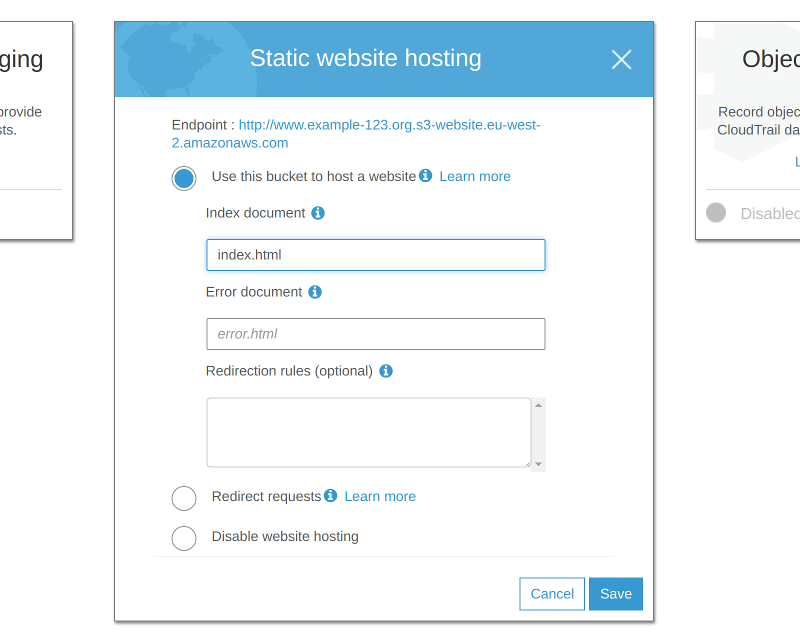 ging
provide
sts.
Static website hosting
Endpoint : http://www.example-123.org.s3-website.eu-west-
2.amazonaws.com
Use this bucket to host a website Learn more
Index document
index.html
Error document
error.html
Redirection rules (optional)
Redirect requests Learn more
Disable website hosting
Cancel Save
Objec
Record objec
CloudTrail da
L
Disabled